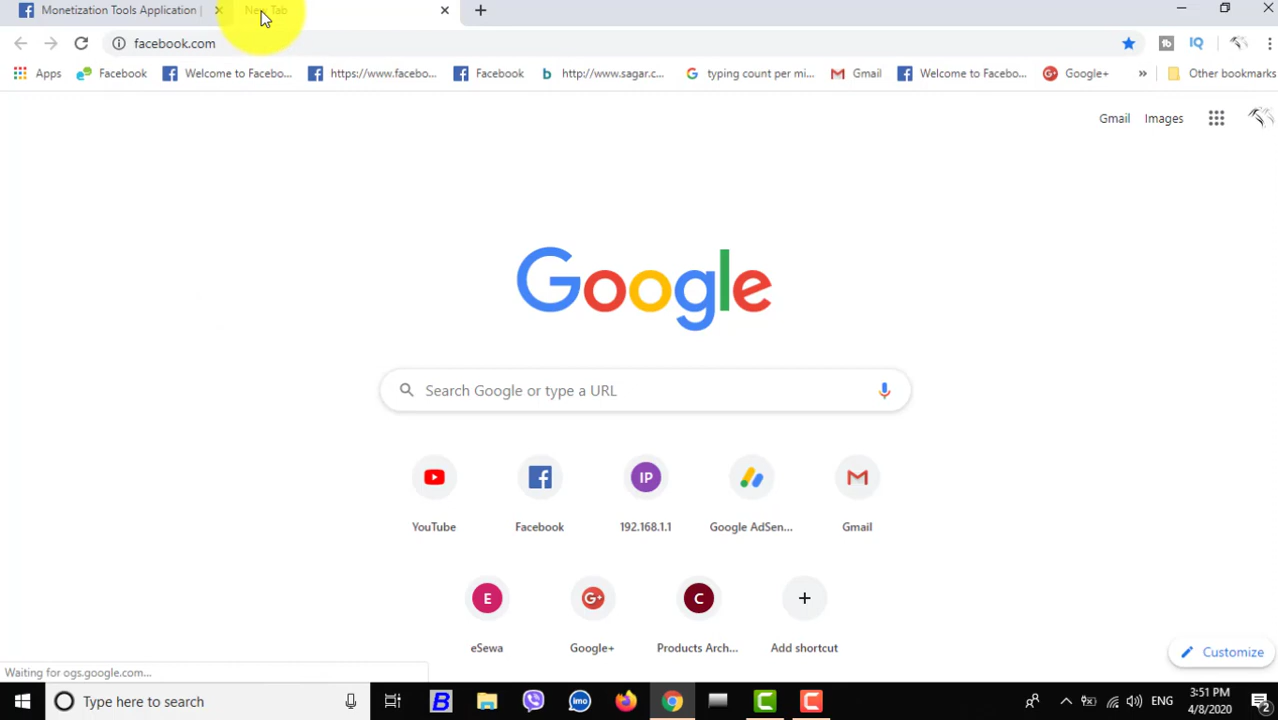 Monetization Tools Application |
New Tab
facebook.com
Apps
Facebook
Welcome to Facebo...
https://www.facebo...
Facebook
http://www.sagar.c...
typing count per mi...
Gmail
Welcome to Facebo...
Google+
»
Other bookmarks
Gmail
Images
Google
Search Google or type a URL
IP
YouTube
Facebook
192.168.1.1
Google AdSen...
Gmail
E
G+
C
eSewa
Google+
Products Arch...
Add shortcut
Customize
Waiting for ogs.google.com...
Type here to search
B
imo
ENG
3:51 PM
4/8/2020
2